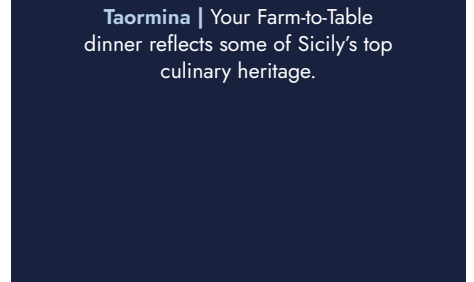 Taormina | Your Farm-to-Table
dinner reflects some of Sicily’s top
culinary heritage.